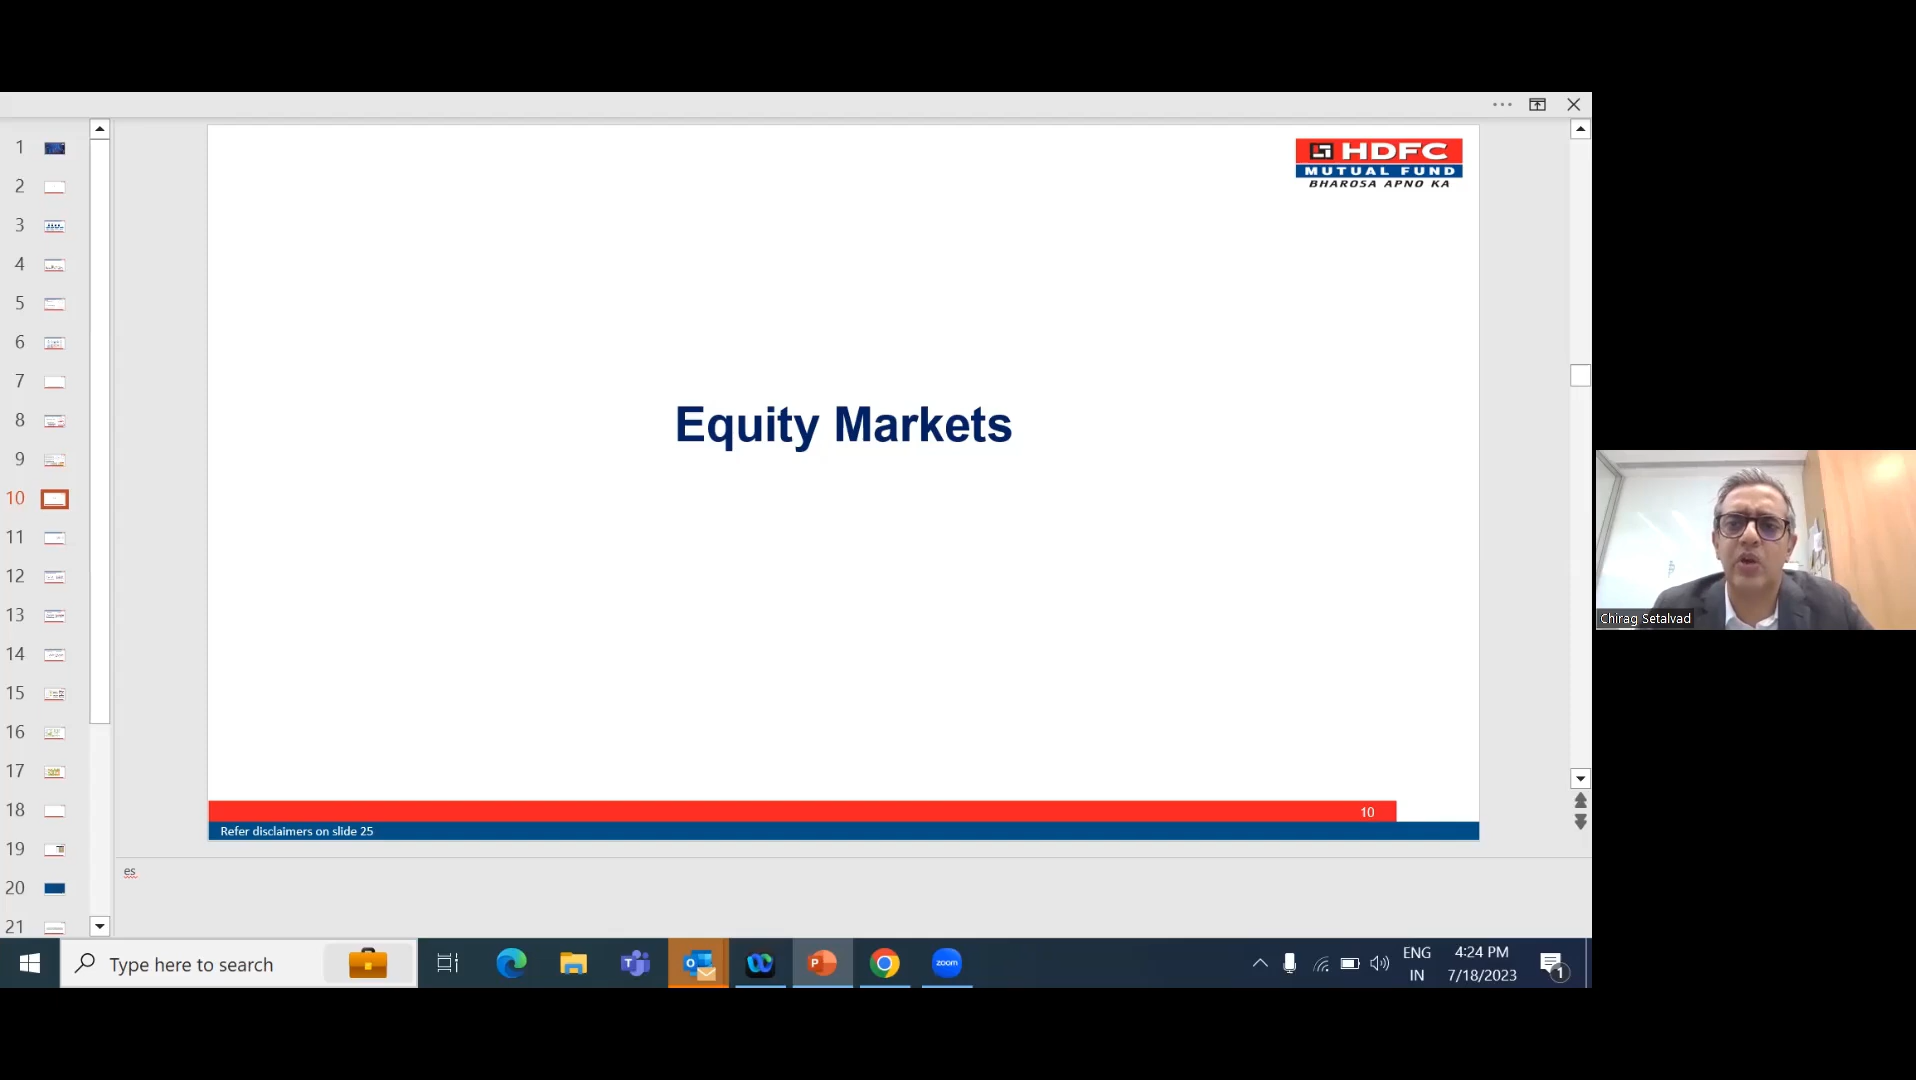 1
2
3
4
5
6
7
8
9
10
11
12
13
14
15
16
17
18
19
20
21
HDFC
MUTUAL FUND
BHAROSA APNO KA
Equity Markets
10
Refer disclaimers on slide 25
es
Chirag Setalvad
Type here to search
zoom
ENG
IN
4:24 PM
7/18/2023
1